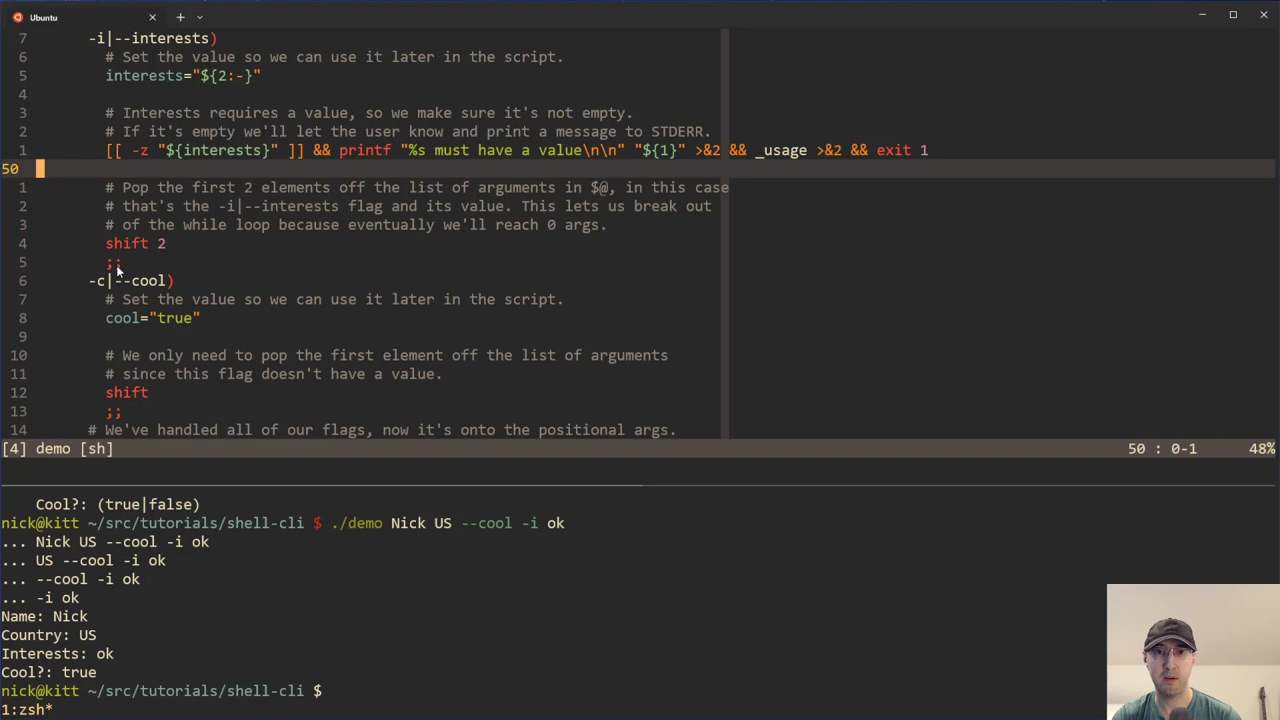 Ubuntu
7 -i|--interests)
6 # Set the value so we can use it later in the script.
5 interests="${2:-}"
4
3 # Interests requires a value, so we make sure it's not empty.
2 # If it's empty we'll let the user know and print a message to STDERR.
1 [[ -z "${interests}" ]] && printf "%s must have a value\n\n" "${1}" >&2 && _usage >&2 && exit 1
50
1 # Pop the first 2 elements off the list of arguments in $@, in this case
2 # that's the -i|--interests flag and its value. This lets us break out
3 # of the while loop because eventually we'll reach 0 args.
4 shift 2
5 ;;
6 -c|--cool)
7 # Set the value so we can use it later in the script.
8 cool="true"
9
10 # We only need to pop the first element off the list of arguments
11 # since this flag doesn't have a value.
12 shift
13 ;;
14 # We've handled all of our flags, now it's onto the positional args.
[4] demo [sh] 50 : 0-1 48%
Cool?: (true|false)
nick@kitt ~/src/tutorials/shell-cli $ ./demo Nick US --cool -i ok
... Nick US --cool -i ok
... US --cool -i ok
... --cool -i ok
... -i ok
Name: Nick
Country: US
Interests: ok
Cool?: true
nick@kitt ~/src/tutorials/shell-cli $
1:zsh*